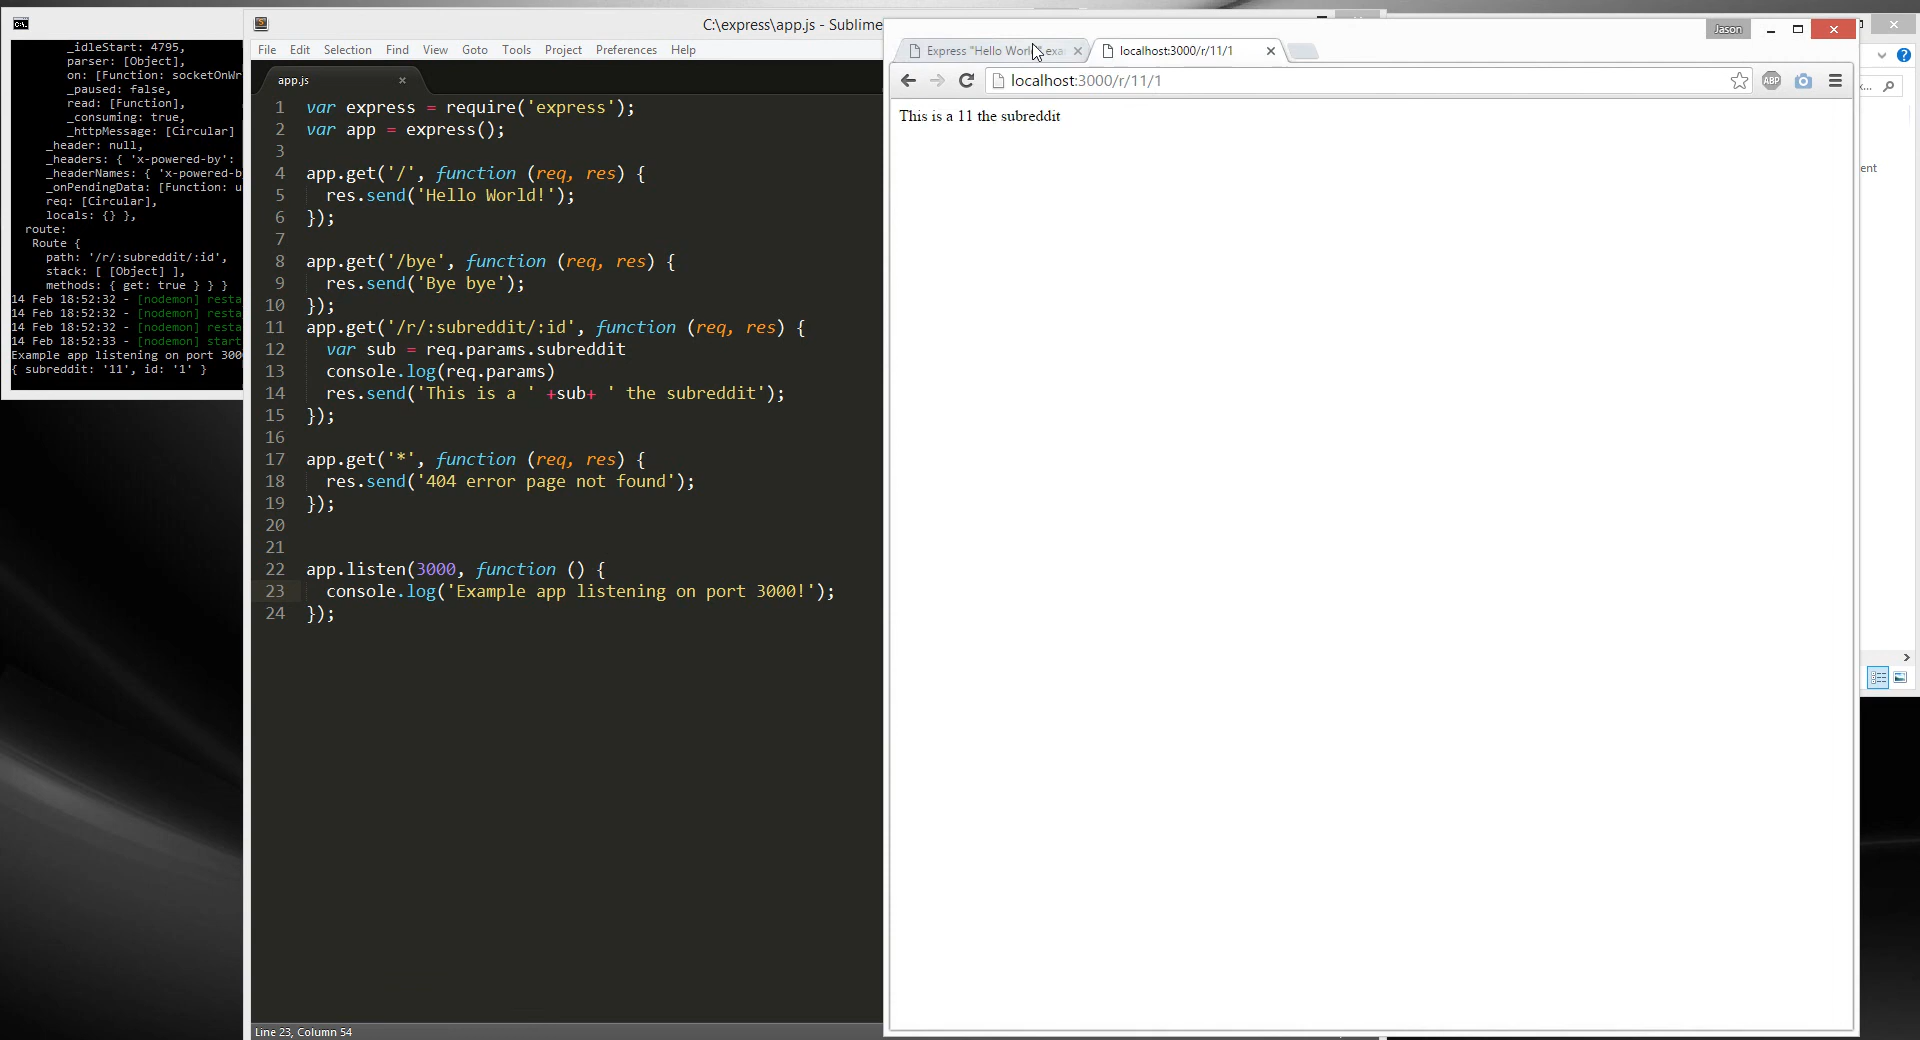 _idleStart: 4795,
parser: [Object],
on: [Function: socketOnWr
_paused: false,
read: [Function],
_consuming: true,
_httpMessage: [Circular]
_header: null,
_headers: { 'x-powered-by':
_headerNames: { 'x-powered-b
_onPendingData: [Function: u
req: [Circular],
locals: {} },
route:
Route {
path: '/r/:subreddit/:id',
stack: [ [Object] ],
methods: { get: true } } }
14 Feb 18:52:32 - [nodemon] resta
14 Feb 18:52:32 - [nodemon] resta
14 Feb 18:52:32 - [nodemon] resta
14 Feb 18:52:33 - [nodemon] start
Example app listening on port 300
{ subreddit: '11', id: '1' }
C:\express\app.js - Sublime
File Edit Selection Find View Goto Tools Project Preferences Help
app.js
1 var express = require('express');
2 var app = express();
3
4 app.get('/', function (req, res) {
5 res.send('Hello World!');
6 });
7
8 app.get('/bye', function (req, res) {
9 res.send('Bye bye');
10 });
11 app.get('/r/:subreddit/:id', function (req, res) {
12 var sub = req.params.subreddit
13 console.log(req.params)
14 res.send('This is a ' +sub+ ' the subreddit');
15 });
16
17 app.get('*', function (req, res) {
18 res.send('404 error page not found');
19 });
20
21
22 app.listen(3000, function () {
23 console.log('Example app listening on port 3000!');
24 });
Line 23, Column 54
Jason
Express "Hello Worl exa
localhost:3000/r/11/1
localhost:3000/r/11/1
ABP
This is a 11 the subreddit
ent